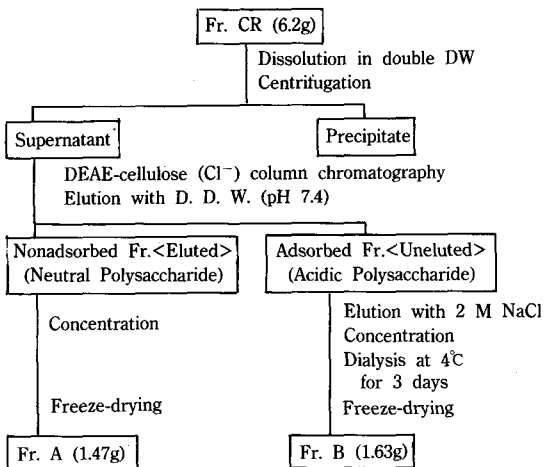 Fr. CR (6.2g)
Dissolution in double DW
Centrifugation
Supernatant
Precipitate
DEAE-cellulose (Cl⁻) column chromatography
Elution with D. D. W. (pH 7.4)
Nonadsorbed Fr.<Eluted>
(Neutral Polysaccharide)
Adsorbed Fr.<Uneluted>
(Acidic Polysaccharide)
Concentration
Freeze-drying
Elution with 2 M NaCl
Concentration
Dialysis at 4℃
for 3 days
Freeze-drying
Fr. A (1.47g)
Fr. B (1.63g)